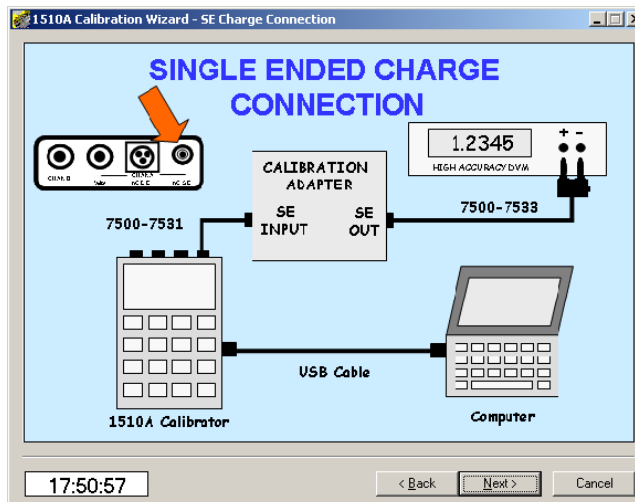 1510A Calibration Wizard - SE Charge Connection
SINGLE ENDED CHARGE
CONNECTION
1.2345
+ -
HIGH ACCURACY DVM
CALIBRATION
ADAPTER
SE
INPUT
SE
OUT
7500-7531
7500-7533
USB Cable
1510A Calibrator
Computer
17:50:57
< Back
Next >
Cancel